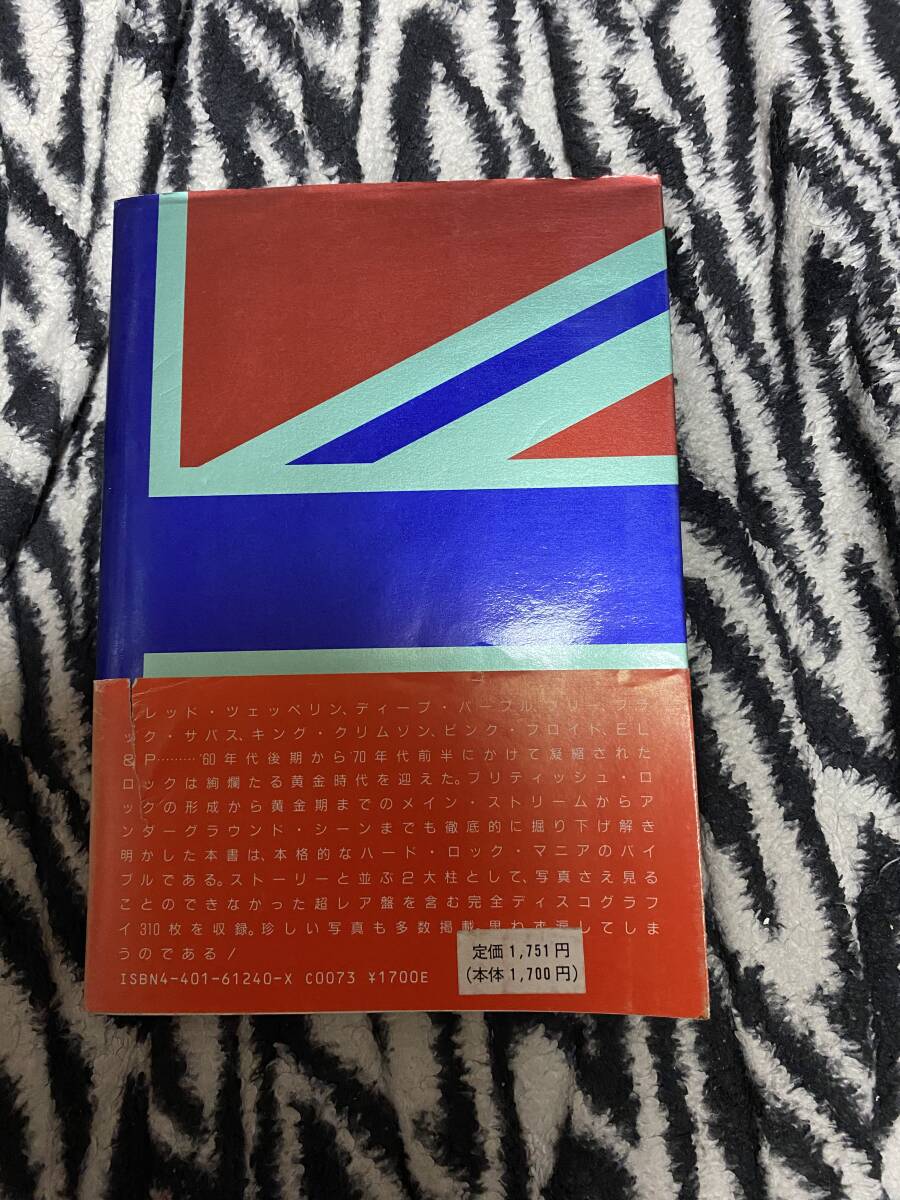 レッド・ツェッペリン、ディープ・パープル、フリー、ブラ
ック・サバス、キング・クリムゾン、ピンク・フロイド、EL
&P………'60年代後期から'70年代前半にかけて凝縮された
ロックは絢爛たる黄金時代を迎えた。ブリティッシュ・ロ
ックの形成から黄金期までのメイン・ストリームからア
ンダーグラウンド・シーンまでも徹底的に掘り下げ解き
明かした本書は、本格的なハード・ロック・マニアのバイ
ブルである。ストーリーと並ぶ2大柱として、写真さえ見る
ことのできなかった超レア盤を含む完全ディスコグラフ
ィ310枚を収録。珍しい写真も多数掲載。思わず涙してしま
うのである!
ISBN4-401-61240-X C0073 ¥1700E
定価1,751円
(本体1,700円)